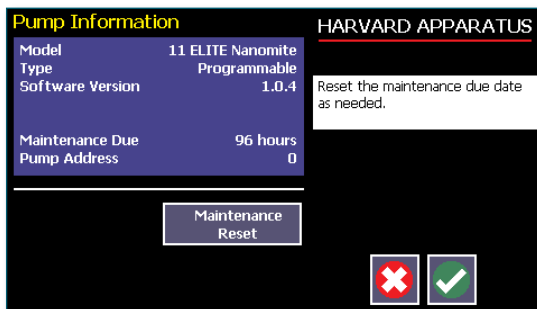 Pump Information
HARVARD APPARATUS
Model 11 ELITE Nanomite
Type Programmable
Software Version 1.0.4
Maintenance Due 96 hours
Pump Address 0
Reset the maintenance due date
as needed.
Maintenance
Reset